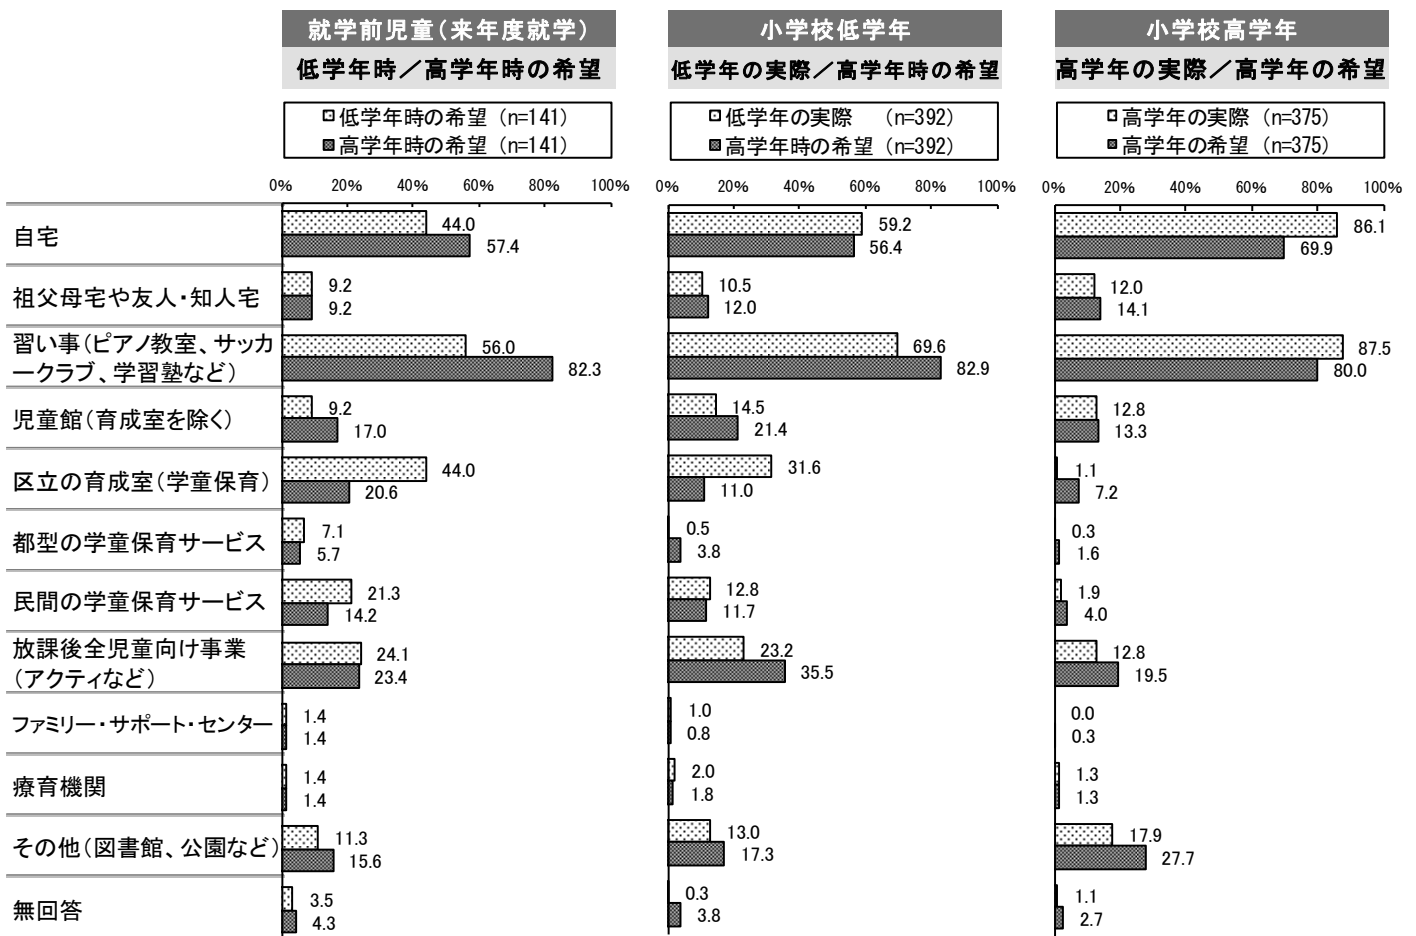 就学前児童(来年度就学)
低学年時/高学年時の希望
小学校低学年
低学年の実際/高学年時の希望
小学校高学年
高学年の実際/高学年の希望
低学年時の希望 (n=141)
高学年時の希望 (n=141)
低学年の実際 (n=392)
高学年時の希望 (n=392)
高学年の実際 (n=375)
高学年の希望 (n=375)
0% 20% 40% 60% 80% 100%
0% 20% 40% 60% 80% 100%
0% 20% 40% 60% 80% 100%
自宅
44.0 59.2 86.1
57.4 56.4 69.9
祖父母宅や友人・知人宅
9.2 10.5 12.0
9.2 12.0 14.1
習い事(ピアノ教室、サッカ
ークラブ、学習塾など)
56.0 69.6 87.5
82.3 82.9 80.0
児童館(育成室を除く)
9.2 14.5 12.8
17.0 21.4 13.3
区立の育成室(学童保育)
44.0 31.6 1.1
20.6 11.0 7.2
都型の学童保育サービス
7.1 0.5 0.3
5.7 3.8 1.6
民間の学童保育サービス
21.3 12.8 1.9
14.2 11.7 4.0
放課後全児童向け事業
(アクティなど)
24.1 23.2 12.8
23.4 35.5 19.5
ファミリー・サポート・センター
1.4 1.0 0.0
1.4 0.8 0.3
療育機関
1.4 2.0 1.3
1.4 1.8 1.3
その他(図書館、公園など)
11.3 13.0 17.9
15.6 17.3 27.7
無回答
3.5 0.3 1.1
4.3 3.8 2.7